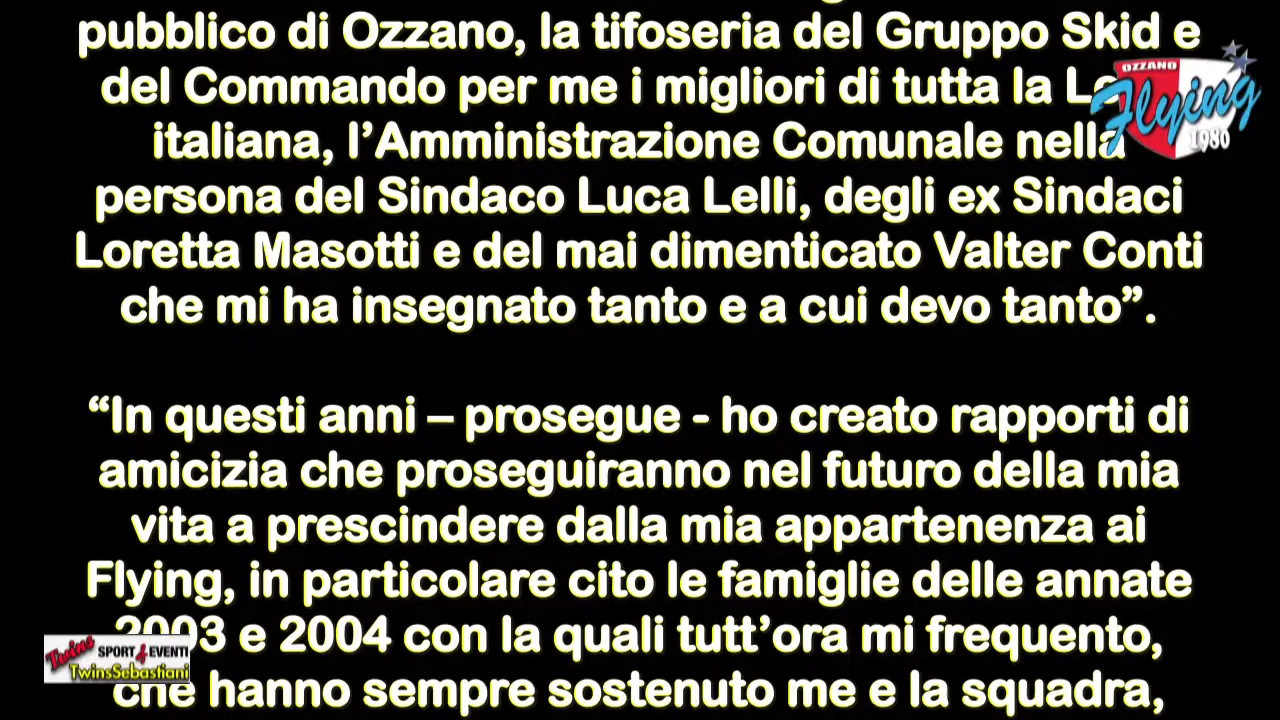 pubblico di Ozzano, la tifoseria del Gruppo Skid e
del Commando per me i migliori di tutta la
italiana, l’Amministrazione Comunale nella
persona del Sindaco Luca Lelli, degli ex Sindaci
Loretta Masotti e del mai dimenticato Valter Conti
che mi ha insegnato tanto e a cui devo tanto”.
“In questi anni – prosegue - ho creato rapporti di
amicizia che proseguiranno nel futuro della mia
vita a prescindere dalla mia appartenenza ai
Flying, in particolare cito le famiglie delle annate
2003 e 2004 con la quali tutt’ora mi frequento,
che hanno sempre sostenuto me e la squadra,
OZZANO
Flying
1980
Twins
SPORT4EVENTI
TwinsSebastiani